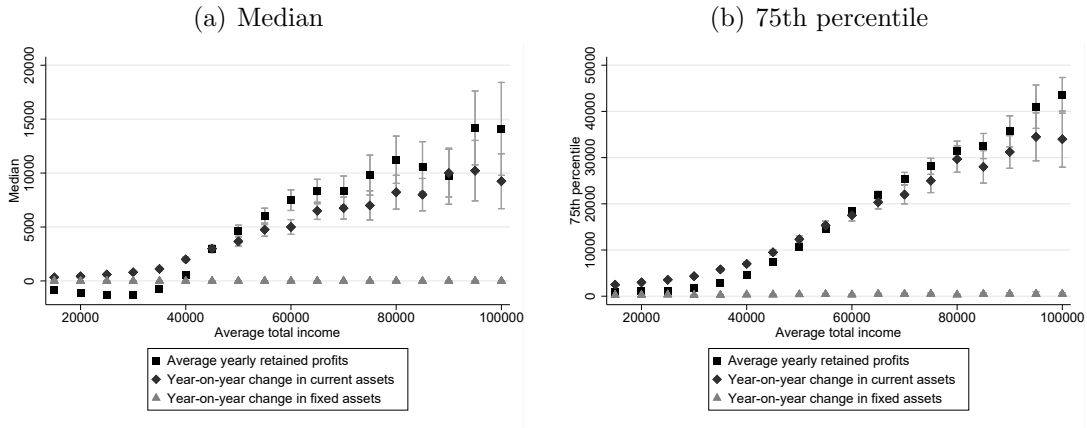 (a) Median
20000
15000
10000
5000
0
Median
20000 40000 60000 80000 100000
Average total income
Average yearly retained profits
Year-on-year change in current assets
Year-on-year change in fixed assets
(b) 75th percentile
50000
40000
30000
20000
10000
0
75th percentile
20000 40000 60000 80000 100000
Average total income
Average yearly retained profits
Year-on-year change in current assets
Year-on-year change in fixed assets